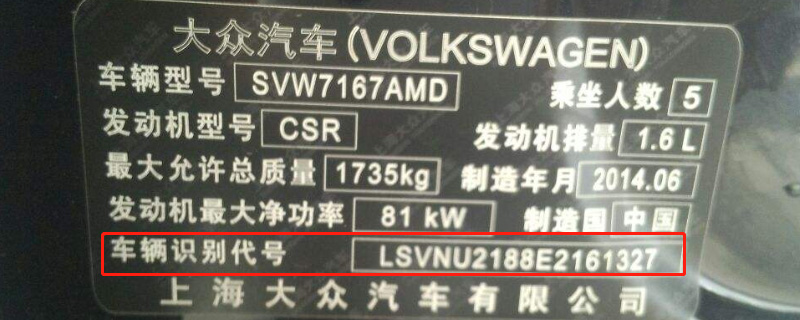 大众汽车(VOLKSWAGEN)
车辆型号 SVW7167AMD 乘坐人数 5
发动机型号 CSR 发动机排量 1.6 L
最大允许总质量 1735kg 制造年月 2014.06
发动机最大净功率 81 kW 制造国 中国
车辆识别代号 LSVNU2188E2161327
上海大众汽车有限公司